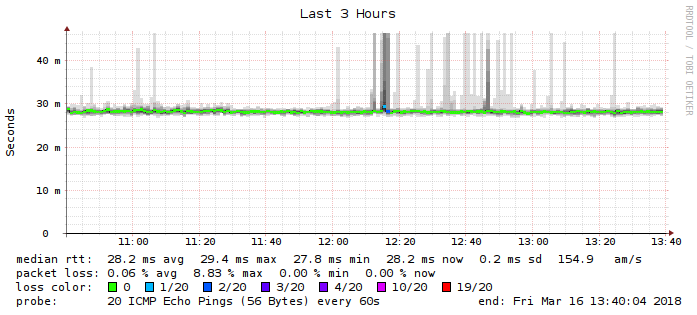 Last 3 Hours
RRDTOOL / TOBI OETIKER
Seconds
40 m
30 m
20 m
10 m
0
11:00 11:20 11:40 12:00 12:20 12:40 13:00 13:20 13:40
median rtt: 28.2 ms avg 29.4 ms max 27.8 ms min 28.2 ms now 0.2 ms sd 154.9 am/s
packet loss: 0.06 % avg 8.83 % max 0.00 % min 0.00 % now
loss color: 0 1/20 2/20 3/20 4/20 10/20 19/20
probe: 20 ICMP Echo Pings (56 Bytes) every 60s end: Fri Mar 16 13:40:04 2018